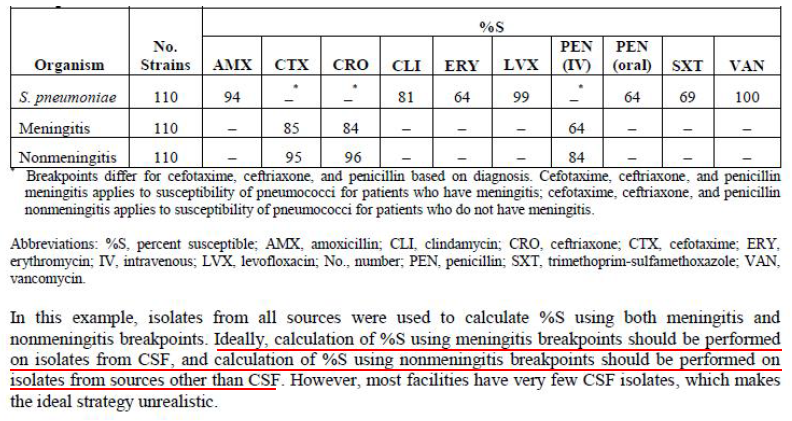 %S
No.
PEN PEN
Organism Strains AMX CTX CRO CLI ERY LVX (IV) (oral) SXT VAN
S. pneumoniae 110 94 –* –* 81 64 99 –* 64 69 100
Meningitis 110 – 85 84 – – – 64 – – –
Nonmeningitis 110 – 95 96 – – – 84 – – –
* Breakpoints differ for cefotaxime, ceftriaxone, and penicillin based on diagnosis. Cefotaxime, ceftriaxone, and penicillin
meningitis applies to susceptibility of pneumococci for patients who have meningitis; cefotaxime, ceftriaxone, and penicillin
nonmeningitis applies to susceptibility of pneumococci for patients who do not have meningitis.
Abbreviations: %S, percent susceptible; AMX, amoxicillin; CLI, clindamycin; CRO, ceftriaxone; CTX, cefotaxime; ERY,
erythromycin; IV, intravenous; LVX, levofloxacin; No., number; PEN, penicillin; SXT, trimethoprim-sulfamethoxazole; VAN,
vancomycin.
In this example, isolates from all sources were used to calculate %S using both meningitis and
nonmeningitis breakpoints. Ideally, calculation of %S using meningitis breakpoints should be performed
on isolates from CSF, and calculation of %S using nonmeningitis breakpoints should be performed on
isolates from sources other than CSF. However, most facilities have very few CSF isolates, which makes
the ideal strategy unrealistic.